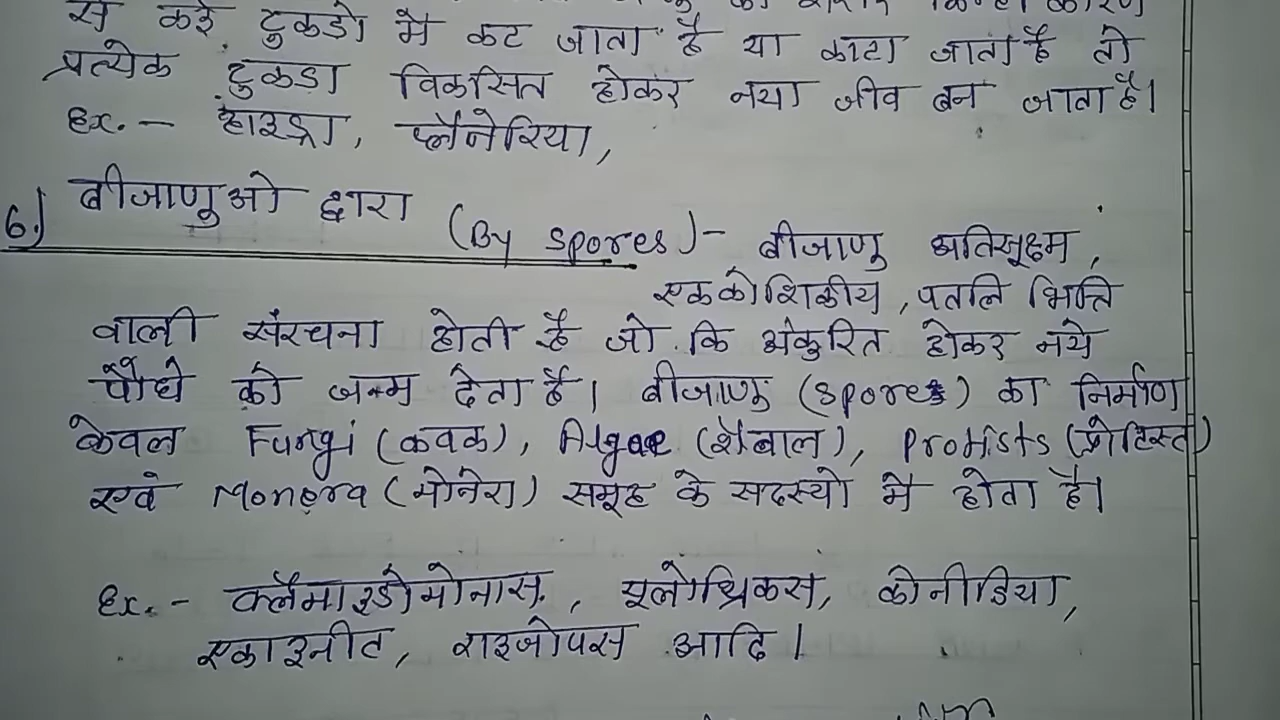 से कई टुकडो मे कट जाता है या काटा जाता है तो
प्रत्येक टुकडा विकसित होकर नया जीव बन जाता है।
Ex. - हाइड्रा, प्लैनेरिया,
6.) बीजाणुओ द्वारा (By spores) - बीजाणु अतिसूक्ष्म,
एककोशिकीय, पतलि भित्ति
वाली संरचना होती है जो कि अंकुरित होकर नये
पौधे को जन्म देता है। बीजाणु (spores) का निर्माण
केवल Fungi (कवक), Algae (शैबाल), Protists (प्रोटिस्त)
एवं Monera (मोनेरा) समूह के सदस्यो मे होता है।
Ex. - क्लैमाइडोमोनास, यूलोथ्रिकस, कोनीडिया,
एकाइनीट, राइजोपस आदि।